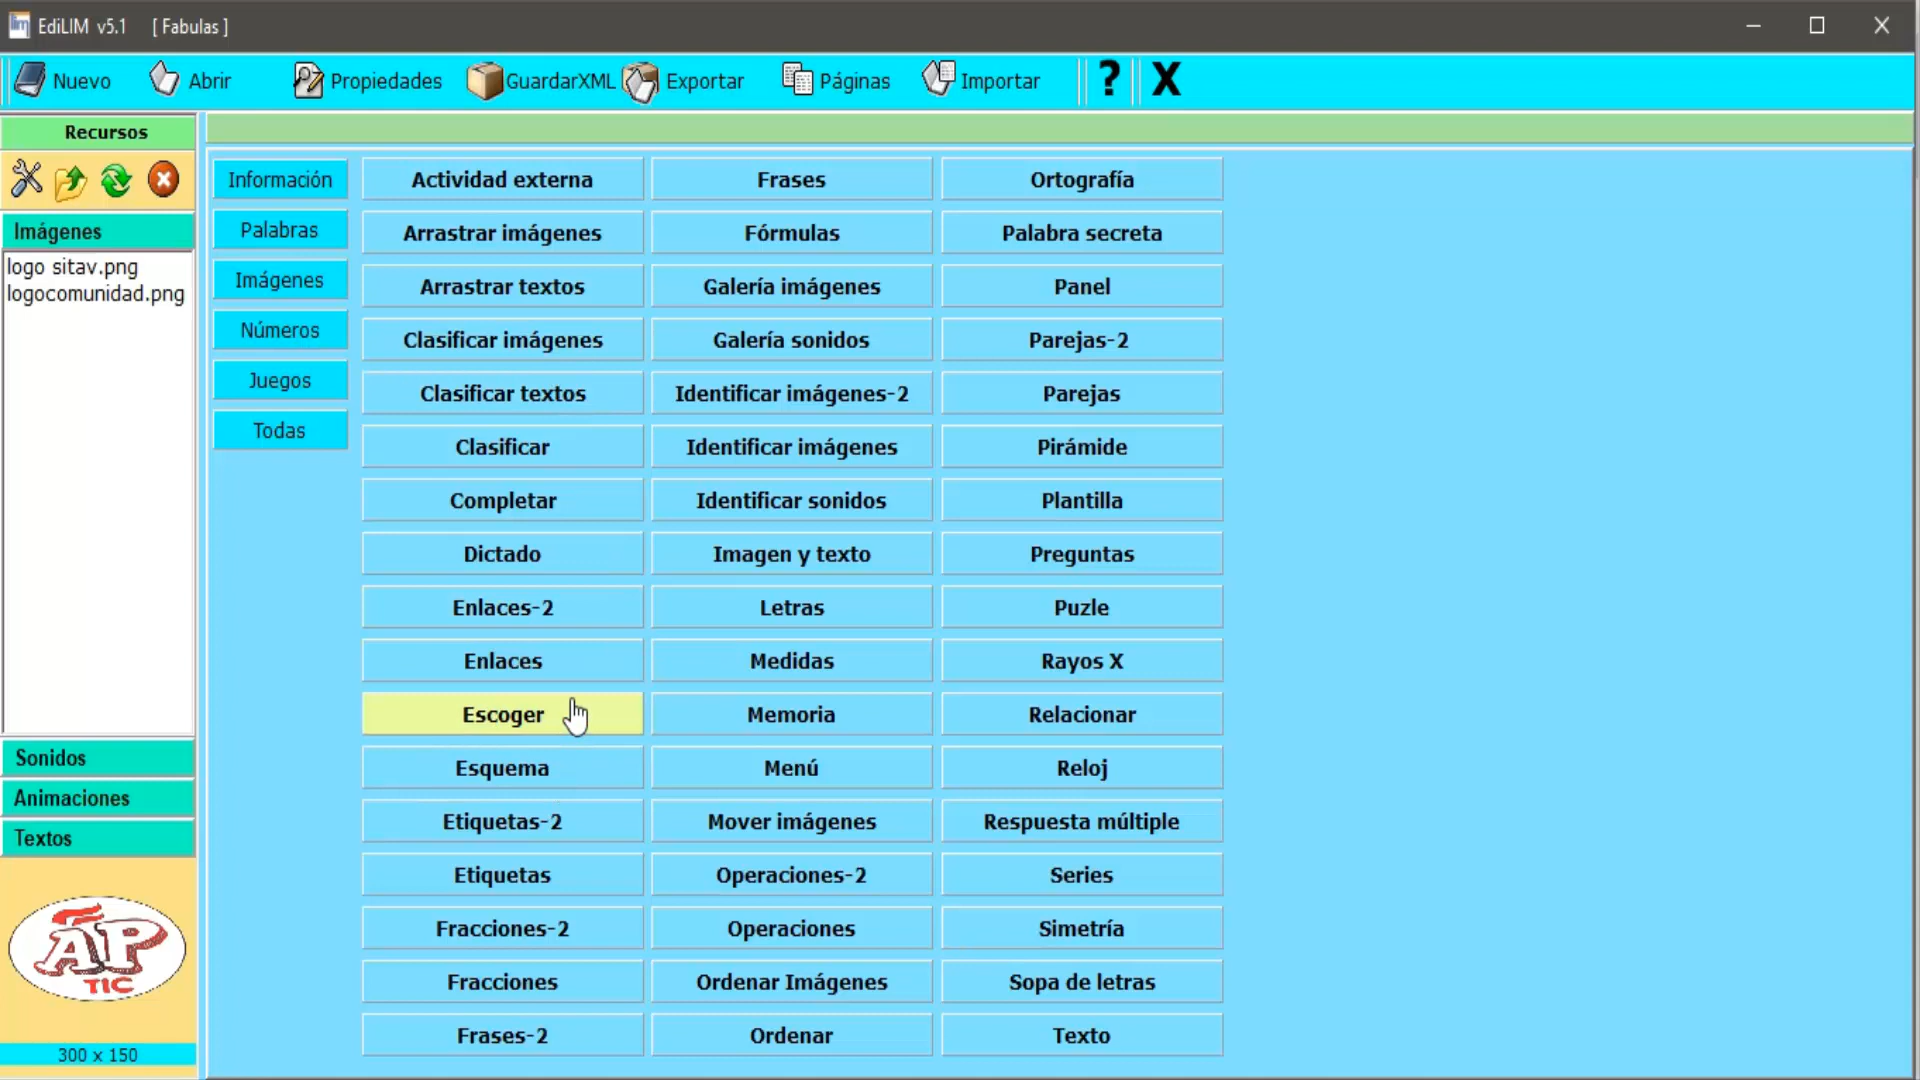 EdiLIM v5.1 [ Fabulas ]
Nuevo Abrir Propiedades GuardarXML Exportar Páginas Importar ? X
Recursos
Imágenes
logo sitav.png
logocomunidad.png
Sonidos
Animaciones
Textos
AP
TIC
300 x 150
Información
Palabras
Imágenes
Números
Juegos
Todas
Actividad externa
Arrastrar imágenes
Arrastrar textos
Clasificar imágenes
Clasificar textos
Clasificar
Completar
Dictado
Enlaces-2
Enlaces
Escoger
Esquema
Etiquetas-2
Etiquetas
Fracciones-2
Fracciones
Frases-2
Frases
Fórmulas
Galería imágenes
Galería sonidos
Identificar imágenes-2
Identificar imágenes
Identificar sonidos
Imagen y texto
Letras
Medidas
Memoria
Menú
Mover imágenes
Operaciones-2
Operaciones
Ordenar Imágenes
Ordenar
Ortografía
Palabra secreta
Panel
Parejas-2
Parejas
Pirámide
Plantilla
Preguntas
Puzle
Rayos X
Relacionar
Reloj
Respuesta múltiple
Series
Simetría
Sopa de letras
Texto